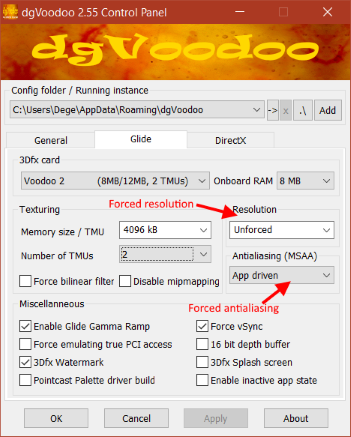 dgVoodoo 2.55 Control Panel
dgVoodoo
Config folder / Running instance
C:\Users\Dege\AppData\Roaming\dgVoodoo -> x .\ Add
General Glide DirectX
3Dfx card
Voodoo 2 (8MB/12MB, 2 TMUs) Onboard RAM 8 MB
Forced resolution
Texturing Resolution
Memory size / TMU 4096 kB Unforced
Number of TMUs 2 Antialiasing (MSAA)
App driven
Force bilinear filter Disable mipmapping
Forced antialiasing
Miscellaneous
Enable Glide Gamma Ramp Force vSync
Force emulating true PCI access 16 bit depth buffer
3Dfx Watermark 3Dfx Splash screen
Pointcast Palette driver build Enable inactive app state
OK Cancel Apply About